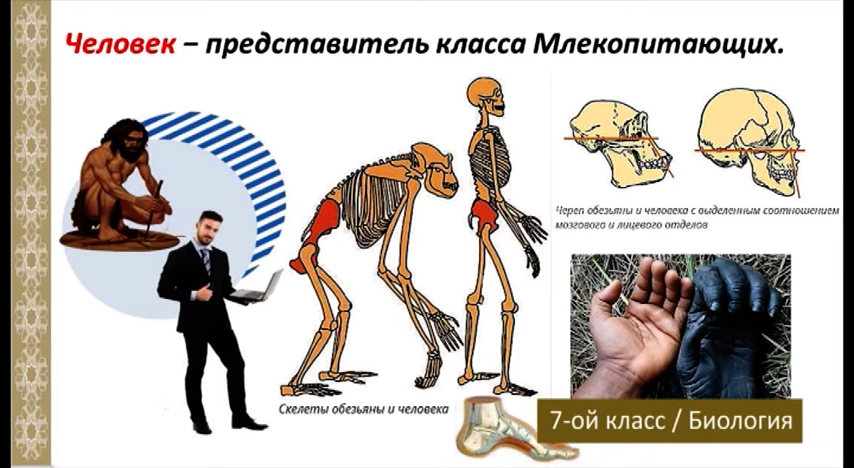 Человек – представитель класса Млекопитающих.
Череп обезьяны и человека с выделенным соотношением
мозгового и лицевого отделов
Скелеты обезьяны и человека
7-ой класс / Биология